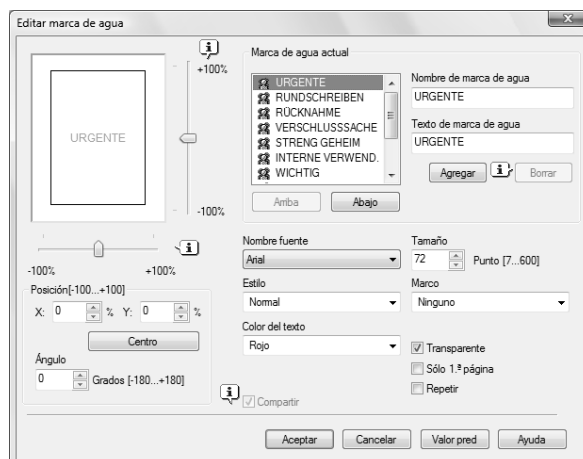 Editar marca de agua
+100%
URGENTE
-100%
-100% +100%
Posición[-100...+100]
X: 0 % Y: 0 %
Centro
Ángulo
0 Grados [-180...+180]
Marca de agua actual
URGENTE
RUNDSCHREIBEN
RÜCKNAHME
VERSCHLUSSSACHE
STRENG GEHEIM
INTERNE VERWEND.
WICHTIG
Arriba Abajo
Nombre de marca de agua
URGENTE
Texto de marca de agua
URGENTE
Agregar Borrar
Nombre fuente
Arial
Tamaño
72 Punto [7...600]
Estilo
Normal
Marco
Ninguno
Color del texto
Rojo
Transparente
Sólo 1.ª página
Repetir
Compartir
Aceptar Cancelar Valor pred Ayuda